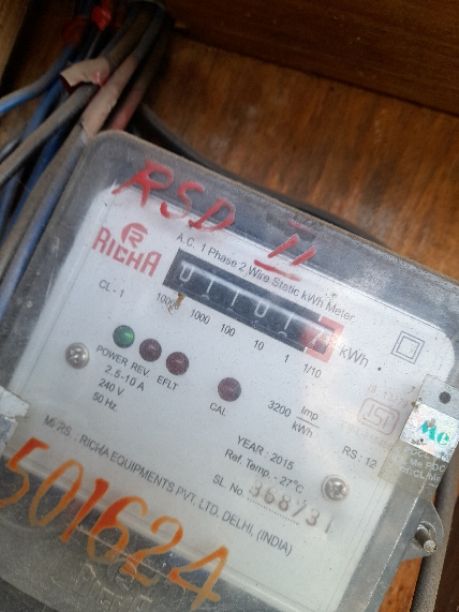 RSD II
RICHA
A.C. 1 Phase 2 Wire Static kWh Meter
CL-1
kWh
10000 1000 100 10 1 1/10
POWER REV. EFLT
CAL
2.5-10 A
240 V
50 Hz.
3200 Imp/kWh
RS: 12
YEAR : 2015
Ref. Temp. - 27°C
SL. No. 368931
M/RS : RICHA EQUIPMENTS PVT. LTD. DELHI, (INDIA)
501624